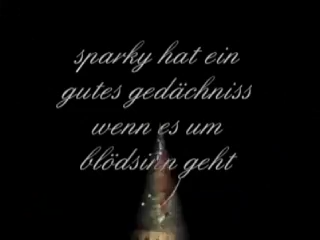 sparky hat ein
gutes gedächniss
wenn es um
blödsinn geht